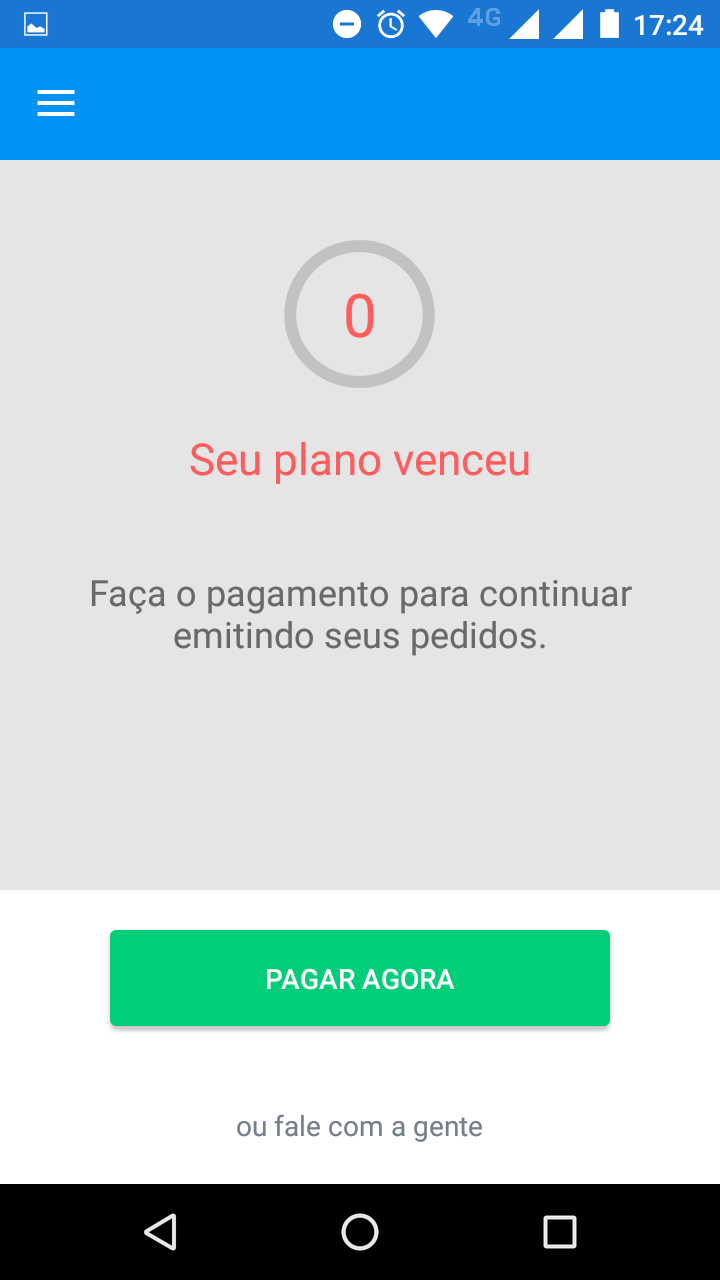 4G 17:24
0
Seu plano venceu
Faça o pagamento para continuar
emitindo seus pedidos.
PAGAR AGORA
ou fale com a gente